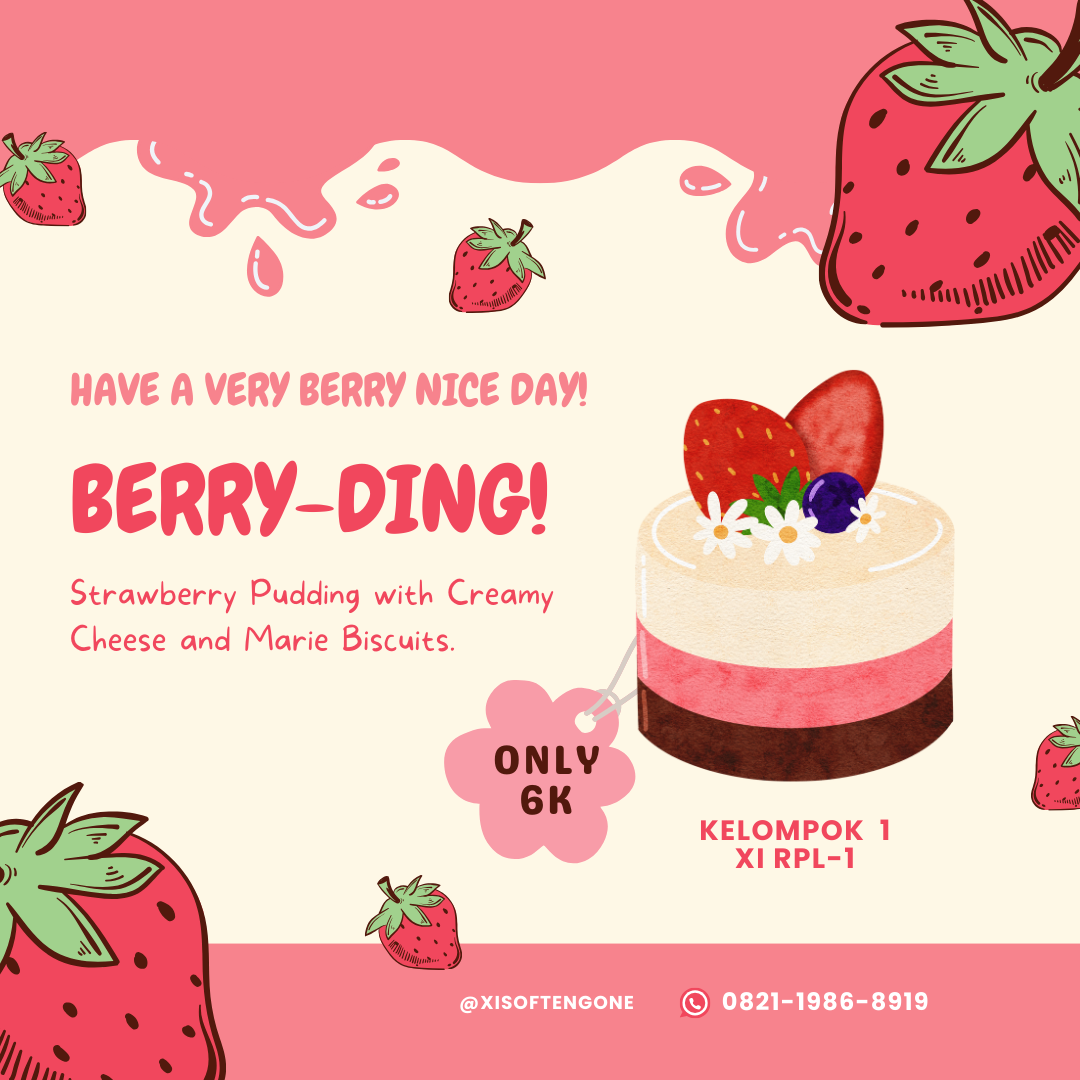 HAVE A VERY BERRY NICE DAY!
BERRY-DING!
Strawberry Pudding with Creamy
Cheese and Marie Biscuits.
ONLY
6K
KELOMPOK 1
XI RPL-1
@XISOFTENGONE
0821-1986-8919